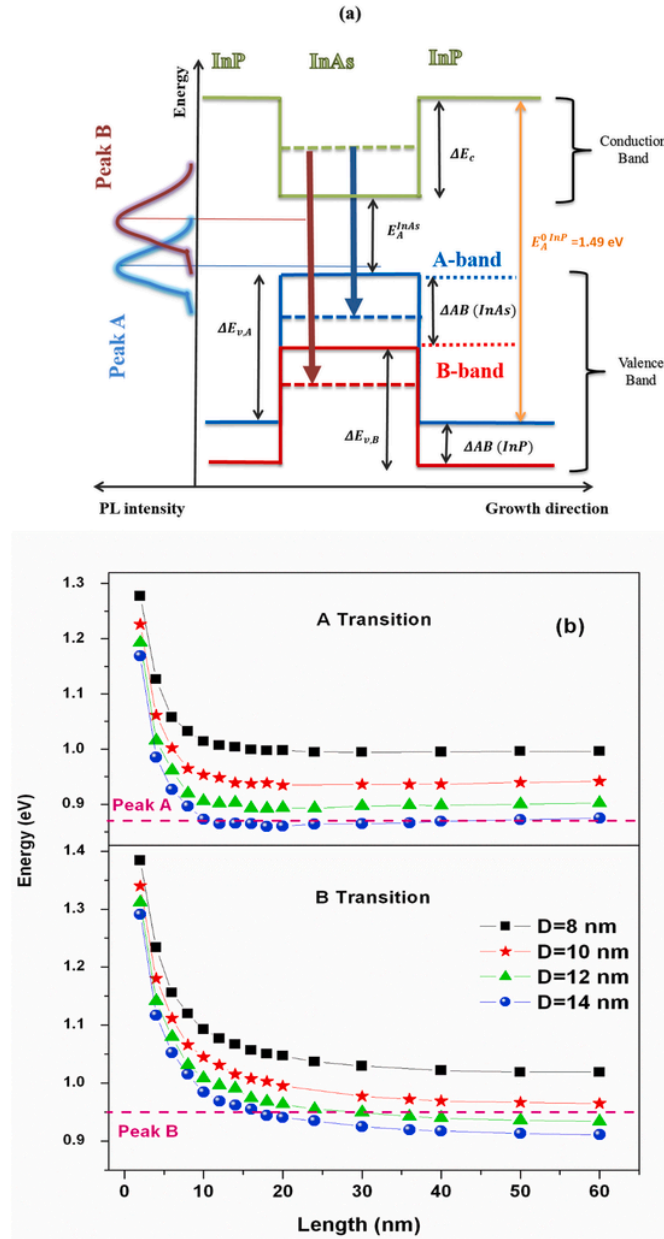 (a)
InP
InAs
InP
Energy
Peak B
Peak A
ΔE_c
Conduction
Band
E_A^{InAs}
E_A^{0 InP} =1.49 eV
A-band
ΔE_{v,A}
ΔAB (InAs)
B-band
Valence
Band
ΔE_{v,B}
ΔAB (InP)
PL intensity
Growth direction
1.3
A Transition
(b)
1.2
1.1
1.0
0.9
Peak A
Energy (eV)
1.4
B Transition
1.3
D=8 nm
D=10 nm
1.2
D=12 nm
D=14 nm
1.1
1.0
Peak B
0.9
0
10
20
30
40
50
60
Length (nm)